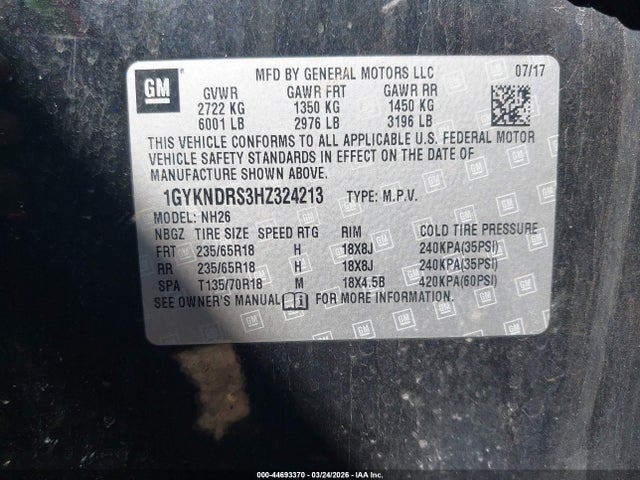 GM
MFD BY GENERAL MOTORS LLC 07/17
GVWR GAWR FRT GAWR RR
2722 KG 1350 KG 1450 KG
6001 LB 2976 LB 3196 LB
THIS VEHICLE CONFORMS TO ALL APPLICABLE U.S. FEDERAL MOTOR
VEHICLE SAFETY STANDARDS IN EFFECT ON THE DATE OF
MANUFACTURE SHOWN ABOVE.
1GYKNDRS3HZ324213 TYPE: M.P.V.
MODEL: NH26
NBGZ TIRE SIZE SPEED RTG RIM COLD TIRE PRESSURE
FRT 235/65R18 H 18X8J 240KPA(35PSI)
RR 235/65R18 H 18X8J 240KPA(35PSI)
SPA T135/70R18 M 18X4.5B 420KPA(60PSI)
SEE OWNER'S MANUAL i FOR MORE INFORMATION.
000-44693370 - 03/24/2026 - IAA Inc.